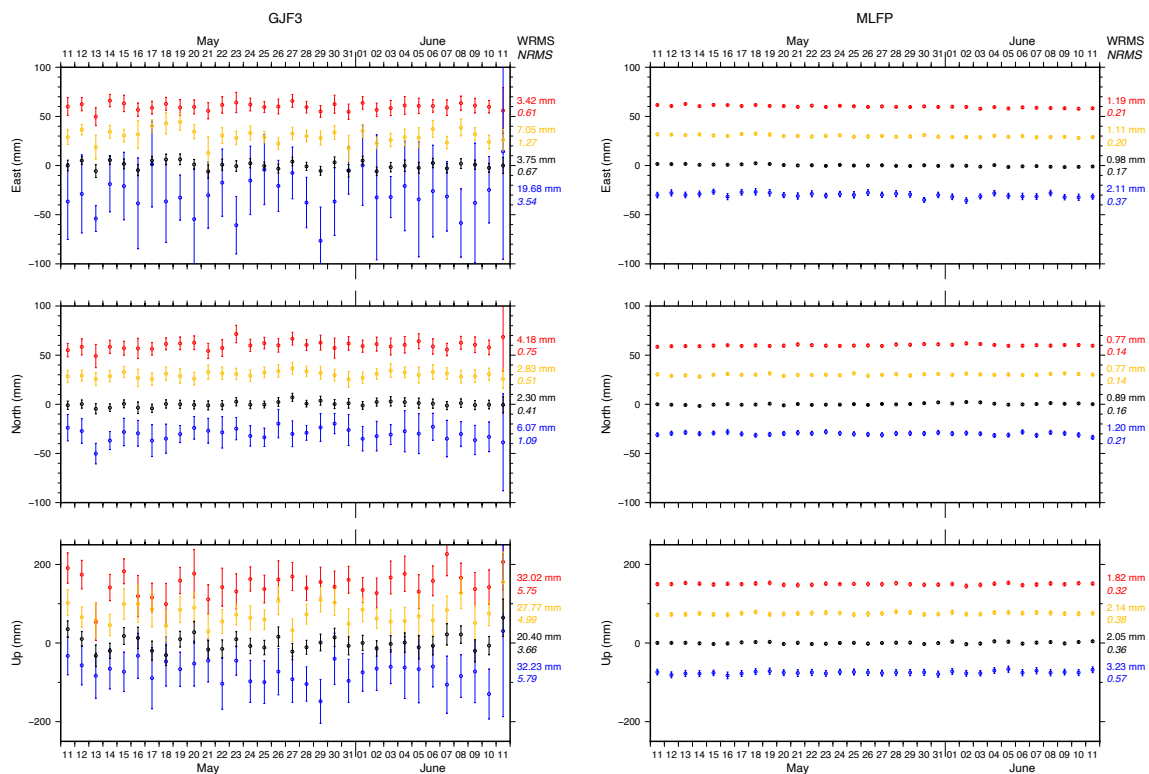 GJF3
May June WRMS
11 12 13 14 15 16 17 18 19 20 21 22 23 24 25 26 27 28 29 30 31 01 02 03 04 05 06 07 08 09 10 11 NRMS
100
50
0
−50
−100
East (mm)
3.42 mm
0.61
7.05 mm
1.27
3.75 mm
0.67
19.68 mm
3.54
100
50
0
−50
−100
North (mm)
4.18 mm
0.75
2.83 mm
0.51
2.30 mm
0.41
6.07 mm
1.09
200
0
−200
Up (mm)
32.02 mm
5.75
27.77 mm
4.99
20.40 mm
3.66
32.23 mm
5.79
11 12 13 14 15 16 17 18 19 20 21 22 23 24 25 26 27 28 29 30 31 01 02 03 04 05 06 07 08 09 10 11
May June
MLFP
May June WRMS
11 12 13 14 15 16 17 18 19 20 21 22 23 24 25 26 27 28 29 30 31 01 02 03 04 05 06 07 08 09 10 11 NRMS
100
50
0
−50
−100
East (mm)
1.19 mm
0.21
1.11 mm
0.20
0.98 mm
0.17
2.11 mm
0.37
100
50
0
−50
−100
North (mm)
0.77 mm
0.14
0.77 mm
0.14
0.89 mm
0.16
1.20 mm
0.21
200
0
−200
Up (mm)
1.82 mm
0.32
2.14 mm
0.38
2.05 mm
0.36
3.23 mm
0.57
11 12 13 14 15 16 17 18 19 20 21 22 23 24 25 26 27 28 29 30 31 01 02 03 04 05 06 07 08 09 10 11
May June